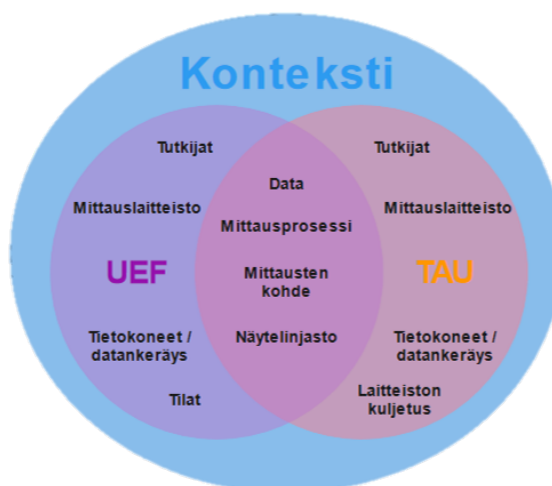 Konteksti
Tutkijat
Mittauslaitteisto
UEF
Tietokoneet /
datankeräys
Tilat
Data
Mittausprosessi
Mittausten
kohde
Näytelinjasto
Tutkijat
Mittauslaitteisto
TAU
Tietokoneet /
datankeräys
Laitteiston
kuljetus